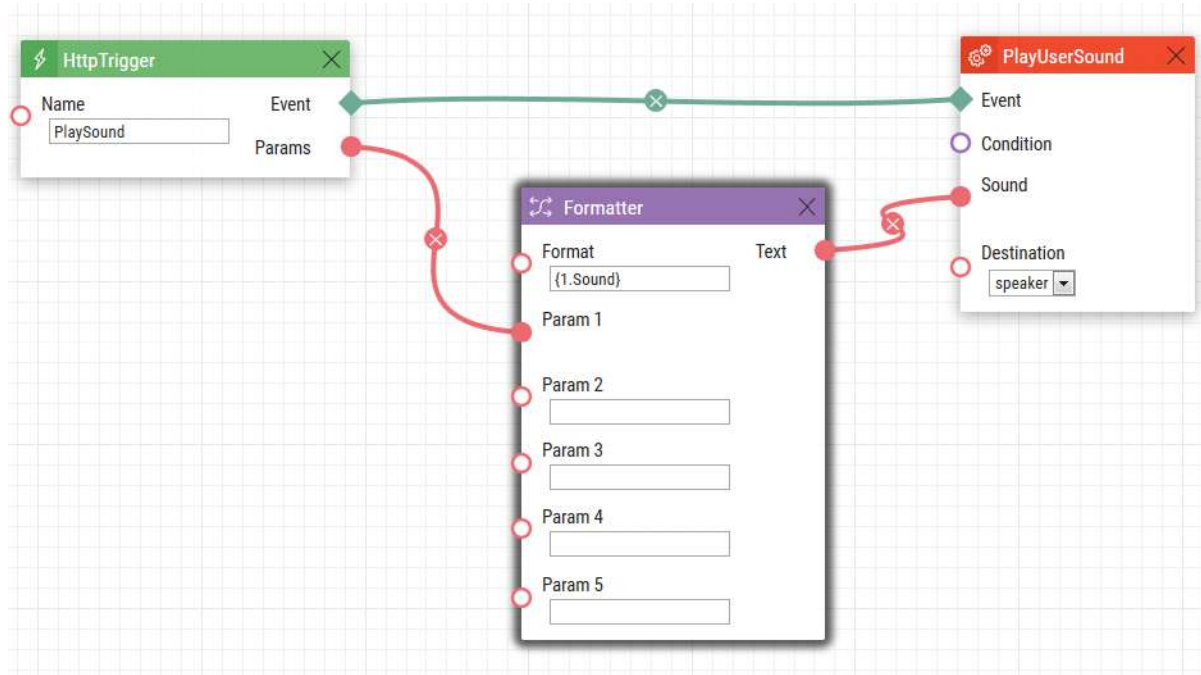 HttpTrigger
Name
Event
PlaySound
Params
Formatter
Format
Text
{1.Sound}
Param 1
Param 2
Param 3
Param 4
Param 5
PlayUserSound
Event
Condition
Sound
Destination
speaker